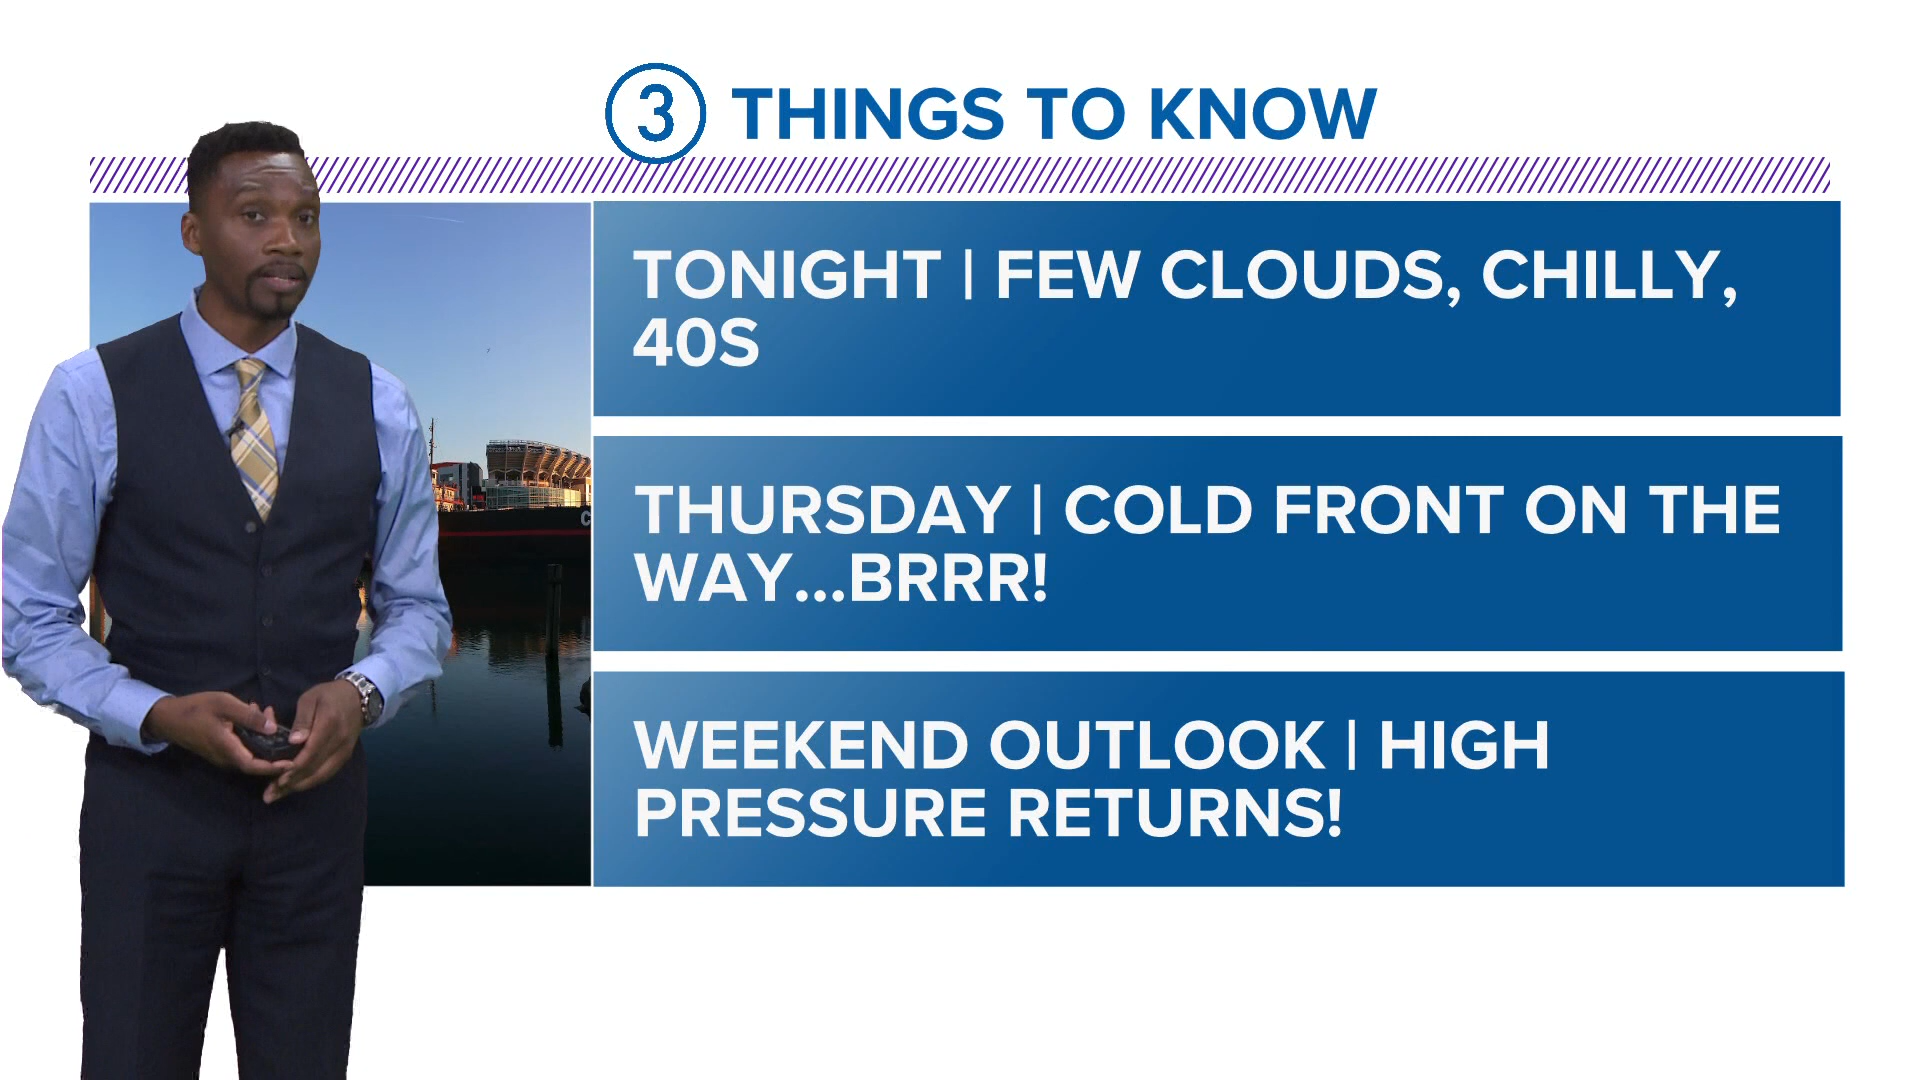 3 THINGS TO KNOW
TONIGHT | FEW CLOUDS, CHILLY,
40S
THURSDAY | COLD FRONT ON THE
WAY...BRRR!
WEEKEND OUTLOOK | HIGH
PRESSURE RETURNS!
C